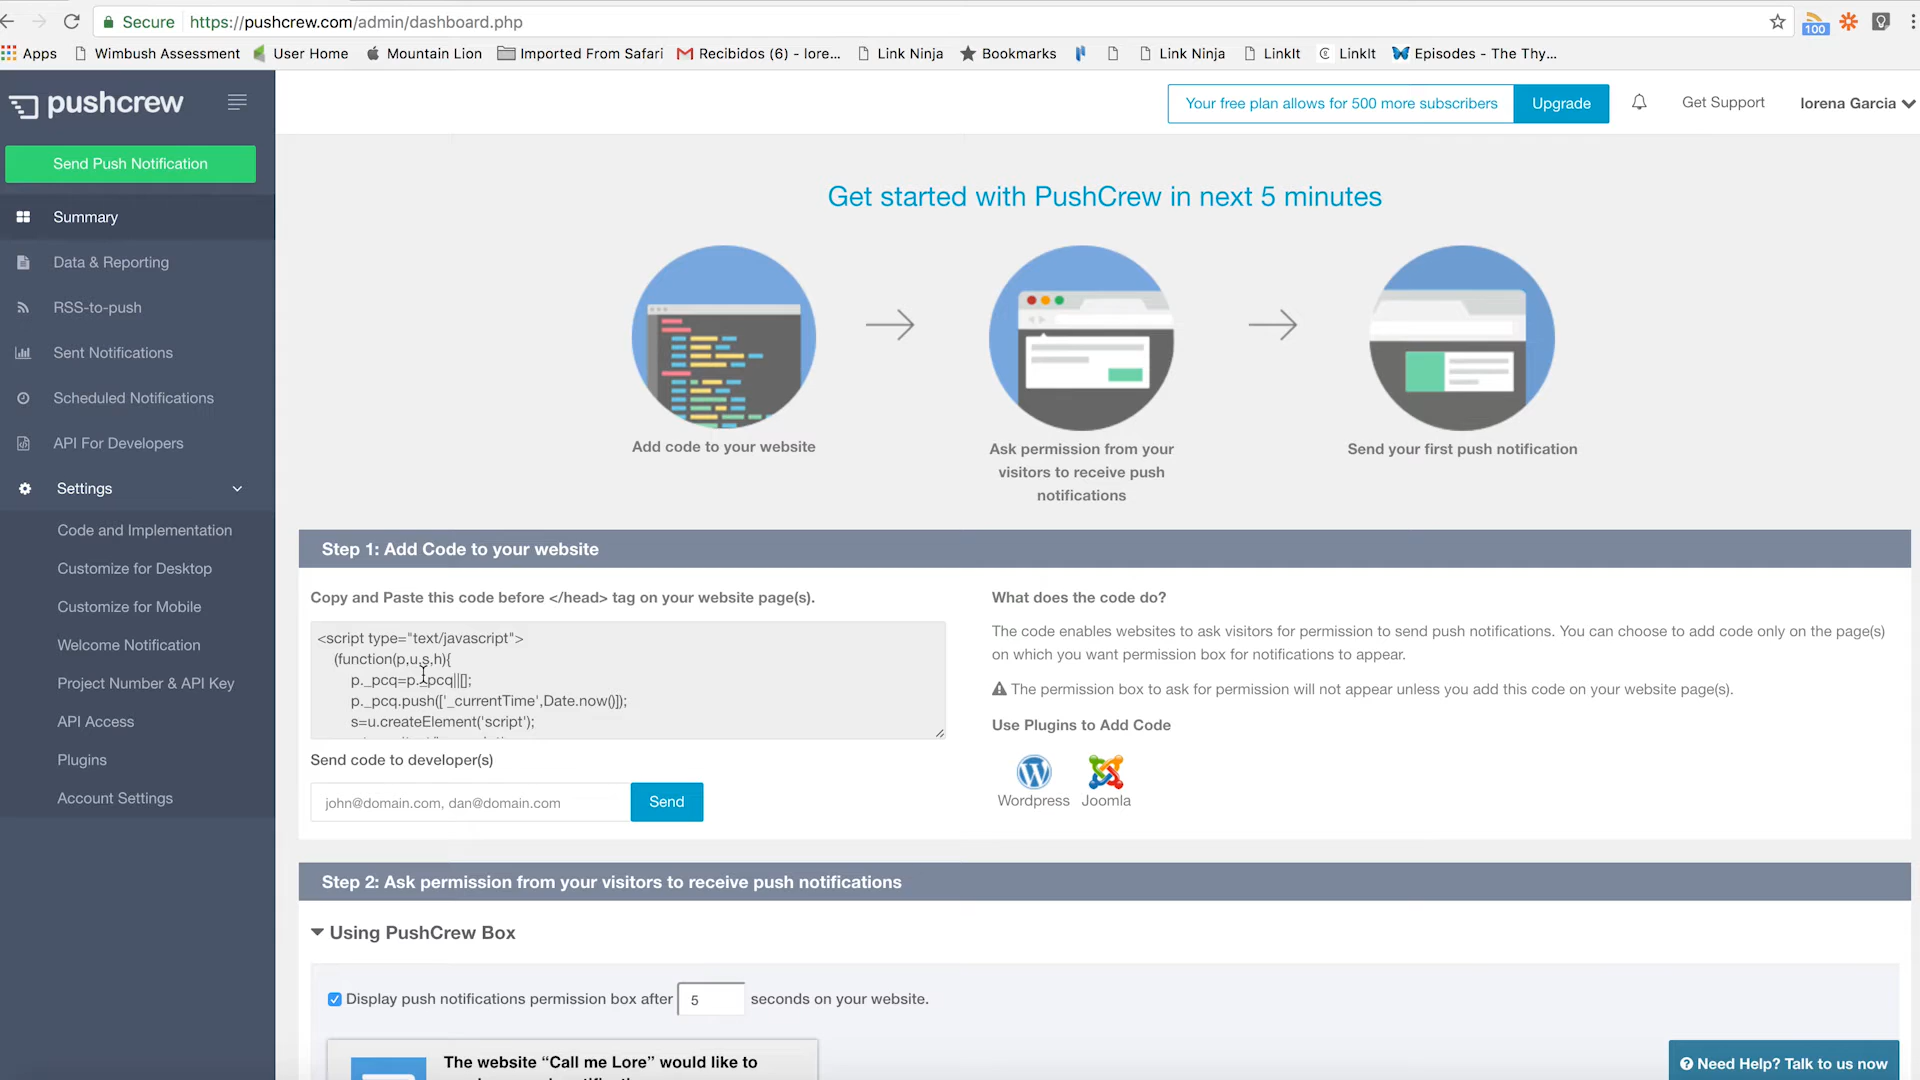 Secure https://pushcrew.com/admin/dashboard.php
100
Apps Wimbush Assessment User Home Mountain Lion Imported From Safari Recibidos (6) - lore... Link Ninja Bookmarks Link Ninja LinkIt LinkIt Episodes - The Thy...
pushcrew
Your free plan allows for 500 more subscribers Upgrade Get Support lorena Garcia
Send Push Notification
Summary
Data & Reporting
RSS-to-push
Sent Notifications
Scheduled Notifications
API For Developers
Settings
Code and Implementation
Customize for Desktop
Customize for Mobile
Welcome Notification
Project Number & API Key
API Access
Plugins
Account Settings
Get started with PushCrew in next 5 minutes
Add code to your website
Ask permission from your
visitors to receive push
notifications
Send your first push notification
Step 1: Add Code to your website
Copy and Paste this code before </head> tag on your website page(s).
<script type="text/javascript">
(function(p,u,s,h){
p._pcq=p._pcq||[];
p._pcq.push(['_currentTime',Date.now()]);
s=u.createElement('script');
Send code to developer(s)
john@domain.com, dan@domain.com
Send
What does the code do?
The code enables websites to ask visitors for permission to send push notifications. You can choose to add code only on the page(s)
on which you want permission box for notifications to appear.
The permission box to ask for permission will not appear unless you add this code on your website page(s).
Use Plugins to Add Code
Wordpress Joomla
Step 2: Ask permission from your visitors to receive push notifications
Using PushCrew Box
Display push notifications permission box after 5 seconds on your website.
The website “Call me Lore” would like to
Need Help? Talk to us now